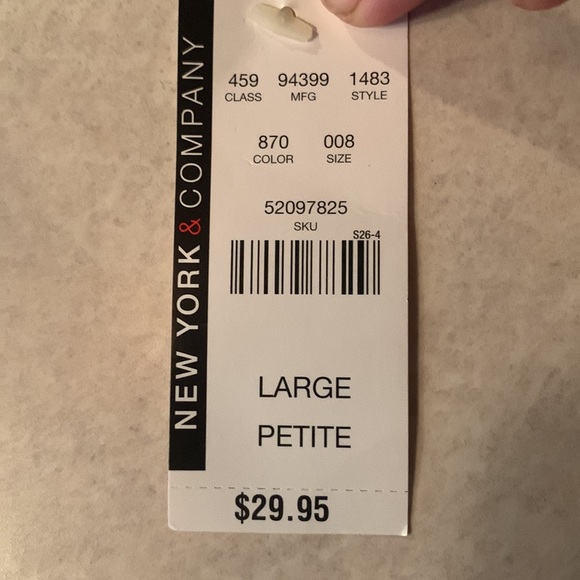 NEW YORK & COMPANY
459 94399 1483
CLASS MFG STYLE
870 008
COLOR SIZE
52097825
SKU
S26-4
LARGE
PETITE
$29.95